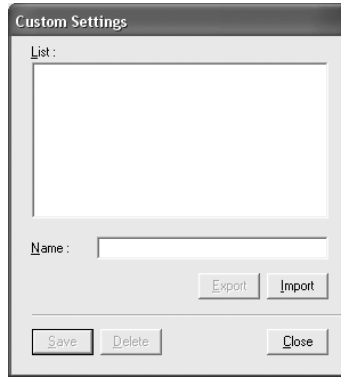 Custom Settings
List :
Name :
Export Import
Save Delete Close